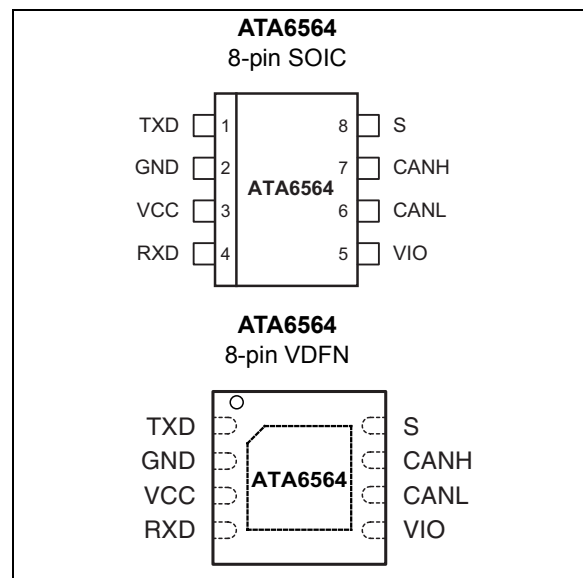 ATA6564
8-pin SOIC
TXD 1 8 S
GND 2 7 CANH
ATA6564
VCC 3 6 CANL
RXD 4 5 VIO
ATA6564
8-pin VDFN
TXD S
GND CANH
ATA6564
VCC CANL
RXD VIO